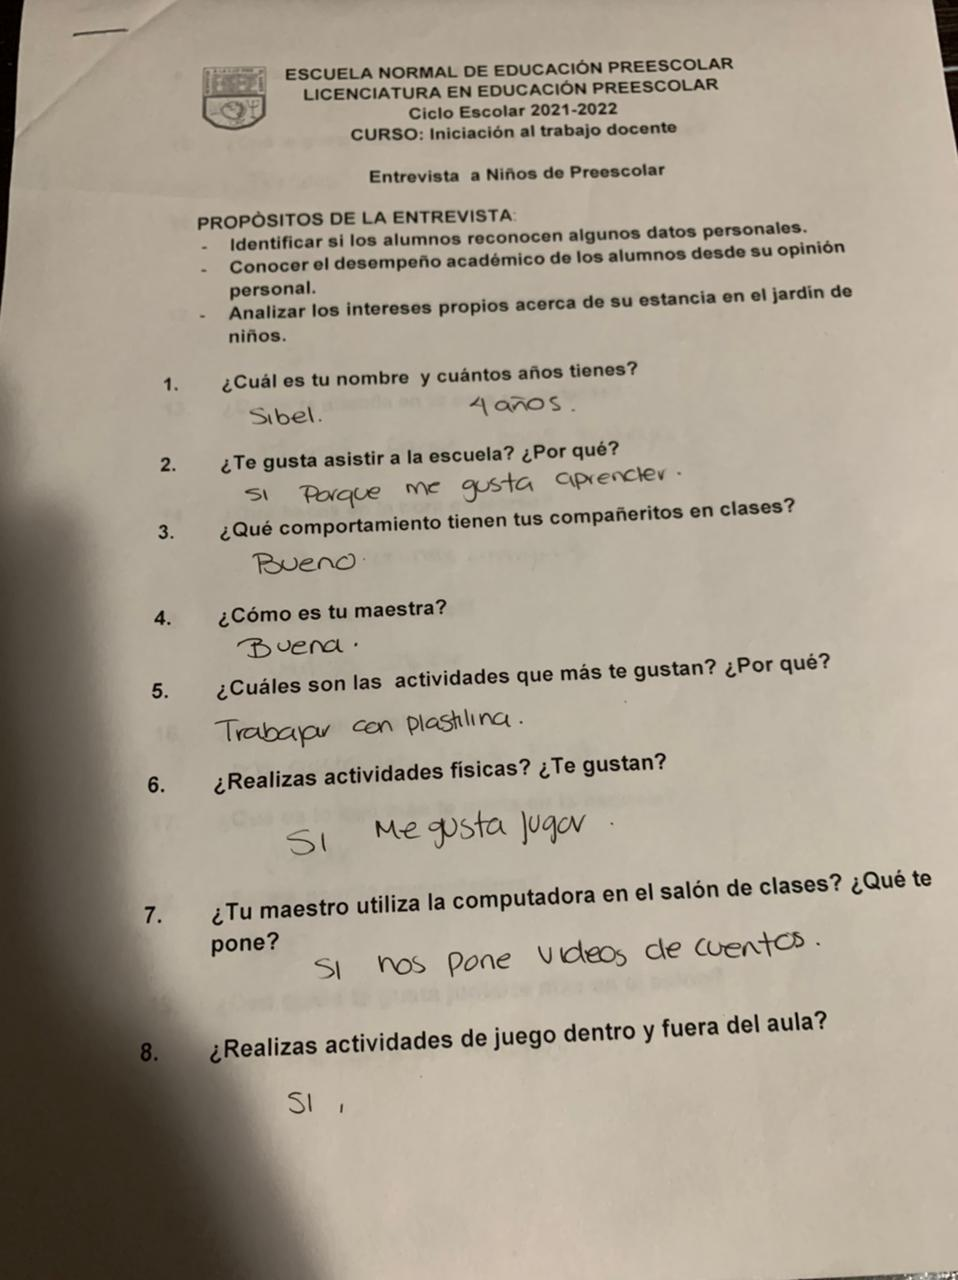 ESCUELA NORMAL DE EDUCACIÓN PREESCOLAR
LICENCIATURA EN EDUCACIÓN PREESCOLAR
Ciclo Escolar 2021-2022
CURSO: Iniciación al trabajo docente
Entrevista a Niños de Preescolar
PROPÒSITOS DE LA ENTREVISTA:
- Identificar si los alumnos reconocen algunos datos personales.
- Conocer el desempeño académico de los alumnos desde su opinión
personal.
- Analizar los intereses propios acerca de su estancia en el jardín de
niños.
1. ¿Cuál es tu nombre y cuántos años tienes?
Sibel. 4 años.
2. ¿Te gusta asistir a la escuela? ¿Por qué?
SI Porque me gusta aprender.
3. ¿Qué comportamiento tienen tus compañeritos en clases?
Bueno.
4. ¿Cómo es tu maestra?
Buena.
5. ¿Cuáles son las actividades que más te gustan? ¿Por qué?
Trabajar con plastilina.
6. ¿Realizas actividades físicas? ¿Te gustan?
SI Me gusta jugar.
7. ¿Tu maestro utiliza la computadora en el salón de clases? ¿Qué te
pone?
SI nos pone videos de cuentos.
8. ¿Realizas actividades de juego dentro y fuera del aula?
SI,